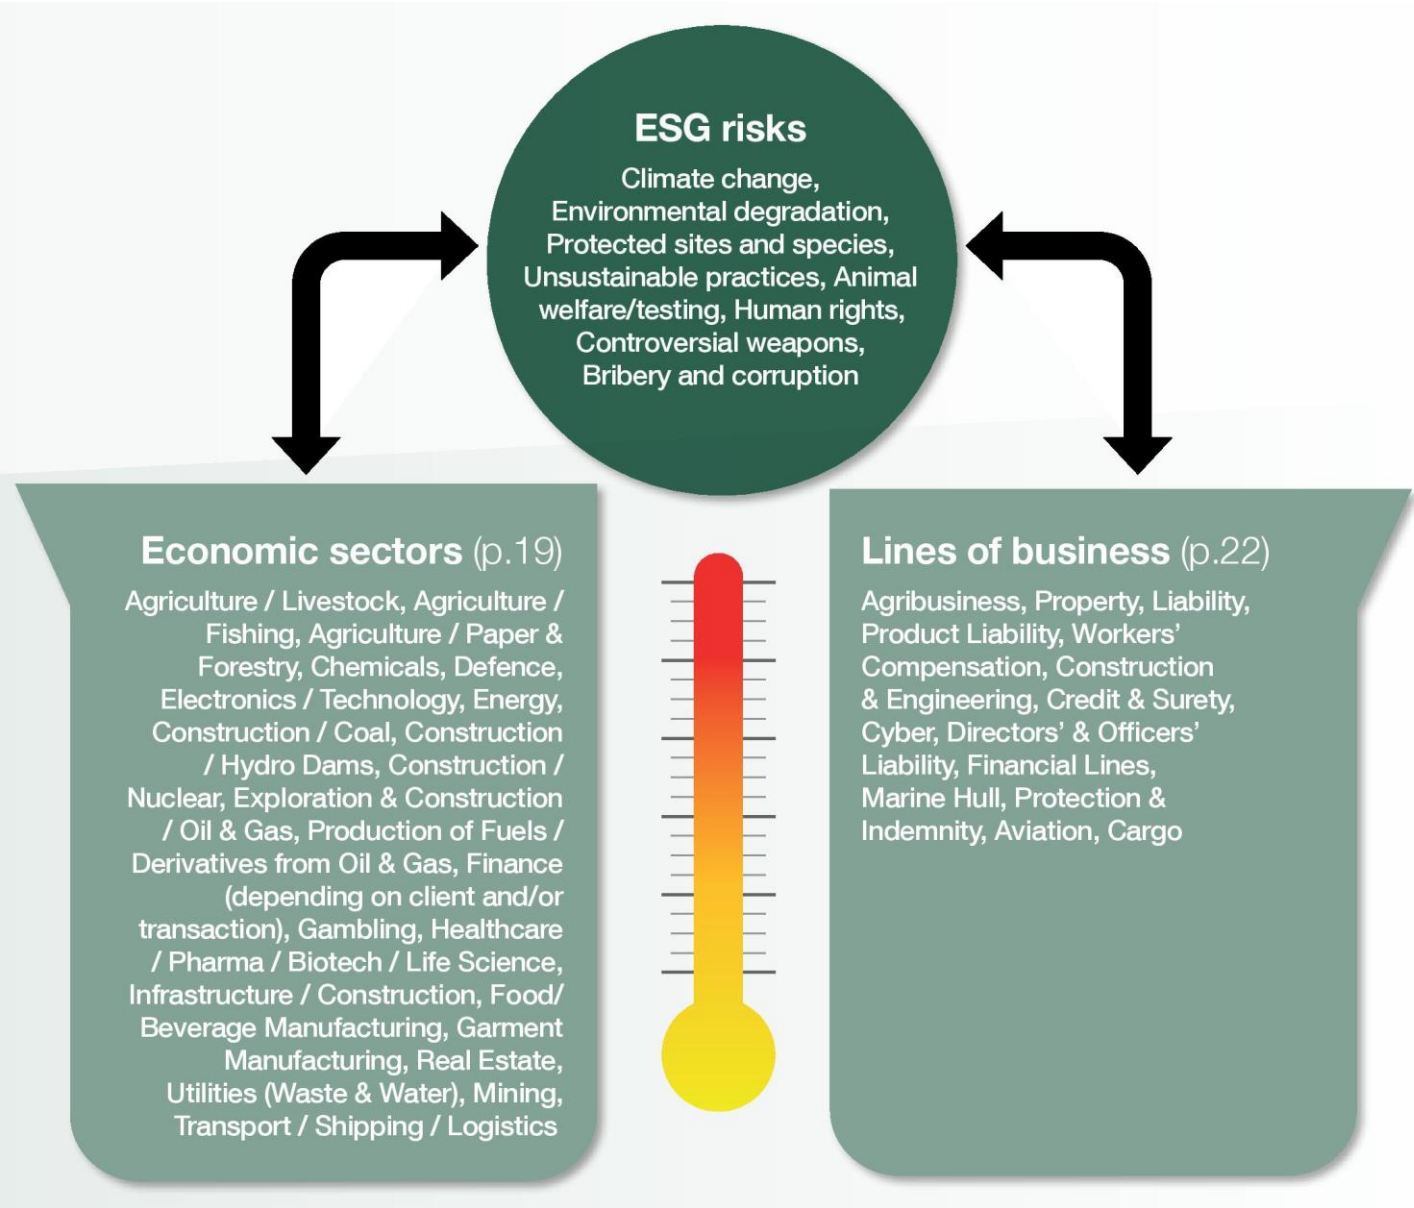 ESG risks
Climate change,
Environmental degradation,
Protected sites and species,
Unsustainable practices, Animal
welfare/testing, Human rights,
Controversial weapons,
Bribery and corruption
Economic sectors (p.19)
Agriculture / Livestock, Agriculture /
Fishing, Agriculture / Paper &
Forestry, Chemicals, Defence,
Electronics / Technology, Energy,
Construction / Coal, Construction
/ Hydro Dams, Construction /
Nuclear, Exploration & Construction
/ Oil & Gas, Production of Fuels /
Derivatives from Oil & Gas, Finance
(depending on client and/or
transaction), Gambling, Healthcare
/ Pharma / Biotech / Life Science,
Infrastructure / Construction, Food/
Beverage Manufacturing, Garment
Manufacturing, Real Estate,
Utilities (Waste & Water), Mining,
Transport / Shipping / Logistics
Lines of business (p.22)
Agribusiness, Property, Liability,
Product Liability, Workers’
Compensation, Construction
& Engineering, Credit & Surety,
Cyber, Directors’ & Officers’
Liability, Financial Lines,
Marine Hull, Protection &
Indemnity, Aviation, Cargo